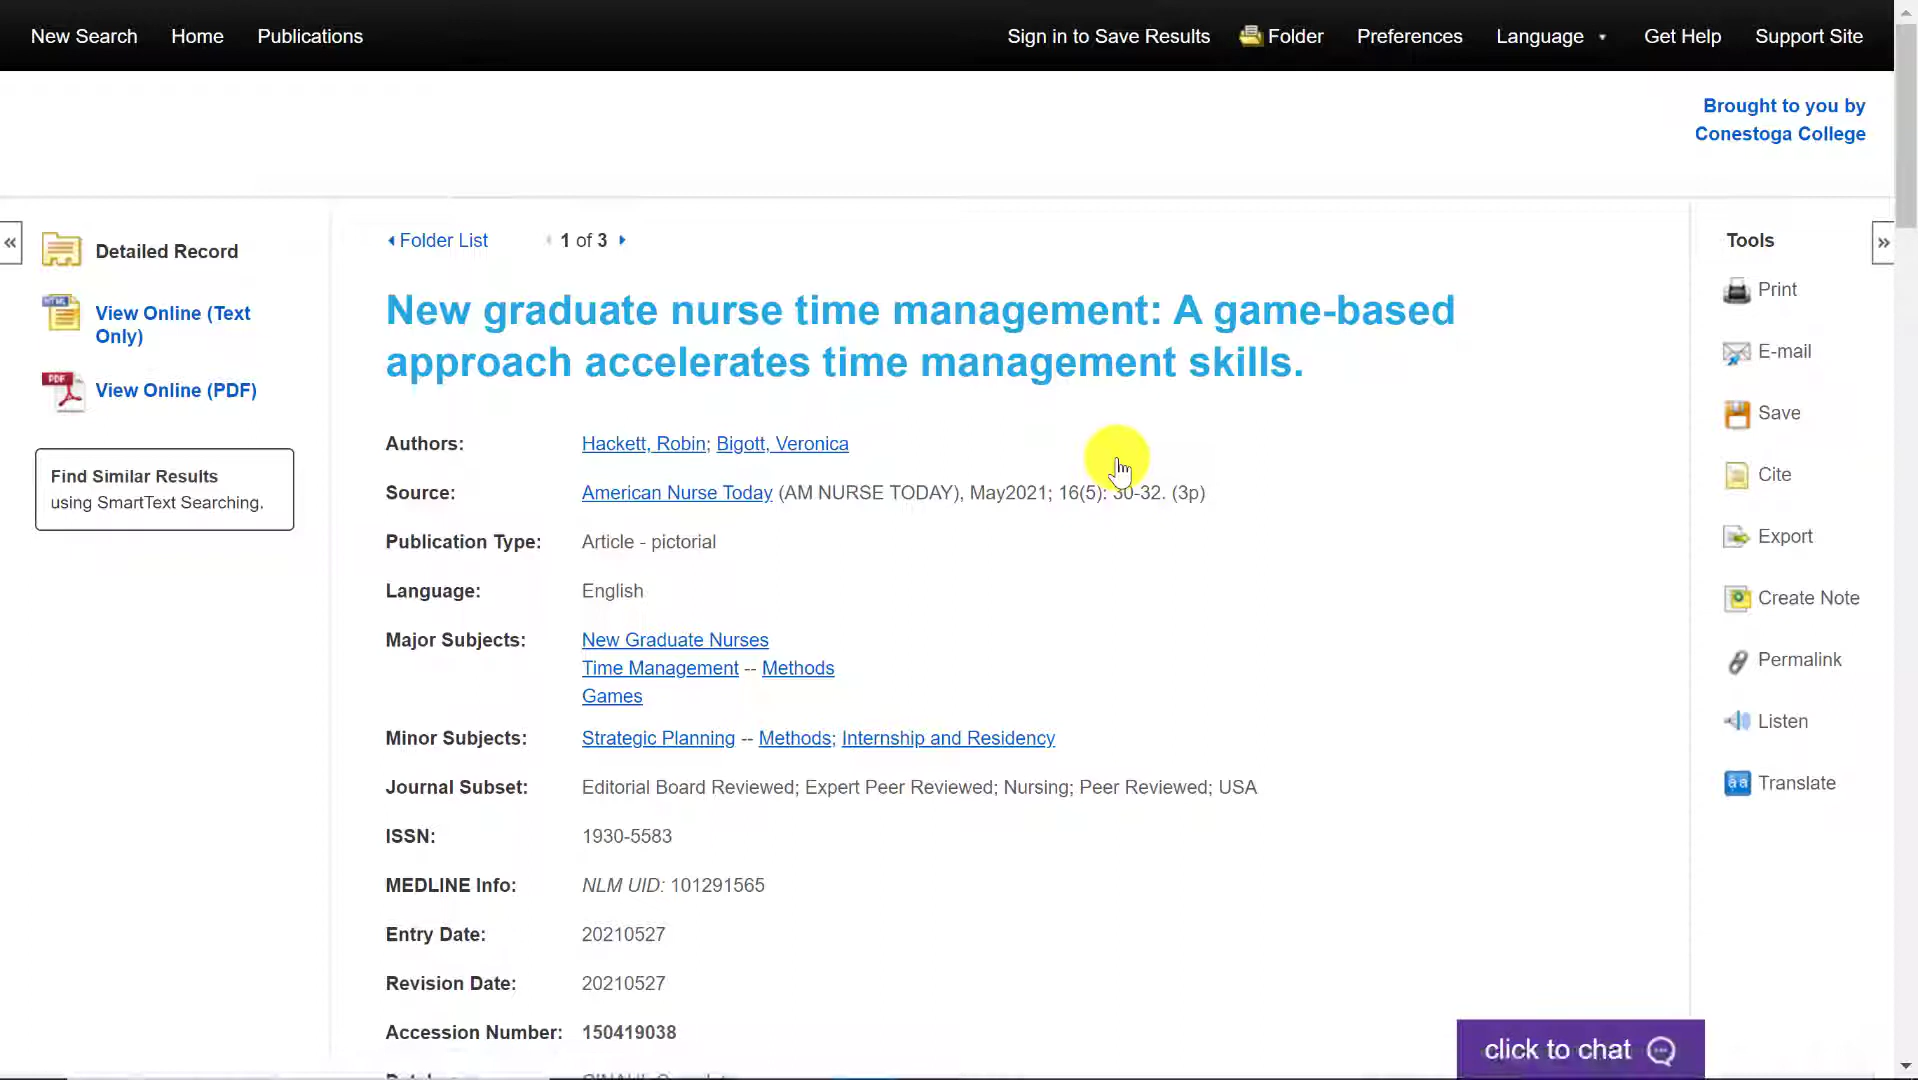 New Search Home Publications Sign in to Save Results Folder Preferences Language Get Help Support Site
Brought to you by
Conestoga College
Detailed Record
View Online (Text
Only)
View Online (PDF)
Find Similar Results
using SmartText Searching.
Folder List 1 of 3
New graduate nurse time management: A game-based
approach accelerates time management skills.
Authors: Hackett, Robin; Bigott, Veronica
Source: American Nurse Today (AM NURSE TODAY), May2021; 16(5): 30-32. (3p)
Publication Type: Article - pictorial
Language: English
Major Subjects: New Graduate Nurses
Time Management -- Methods
Games
Minor Subjects: Strategic Planning -- Methods; Internship and Residency
Journal Subset: Editorial Board Reviewed; Expert Peer Reviewed; Nursing; Peer Reviewed; USA
ISSN: 1930-5583
MEDLINE Info: NLM UID: 101291565
Entry Date: 20210527
Revision Date: 20210527
Accession Number: 150419038
Tools
Print
E-mail
Save
Cite
Export
Create Note
Permalink
Listen
Translate
click to chat